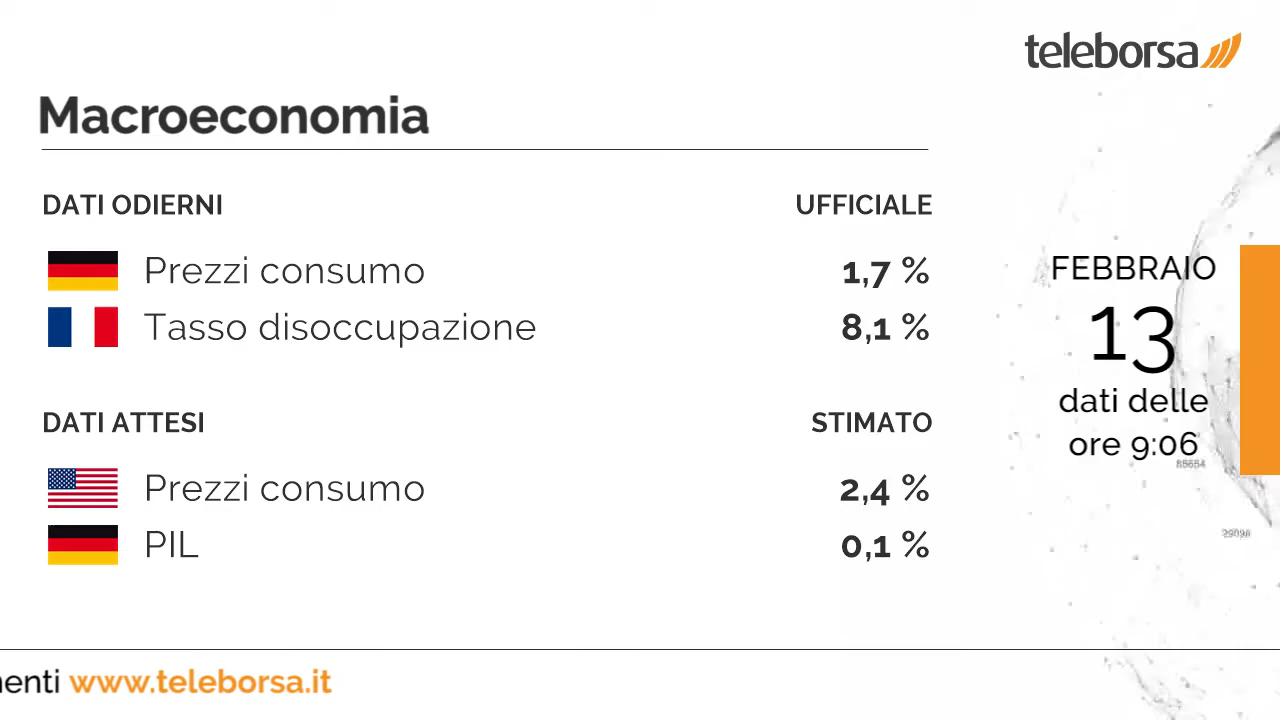 teleborsa
Macroeconomia
DATI ODIERNI UFFICIALE
Prezzi consumo 1,7 %
Tasso disoccupazione 8,1 %
DATI ATTESI STIMATO
Prezzi consumo 2,4 %
PIL 0,1 %
FEBBRAIO
13
dati delle
ore 9:06
www.teleborsa.it